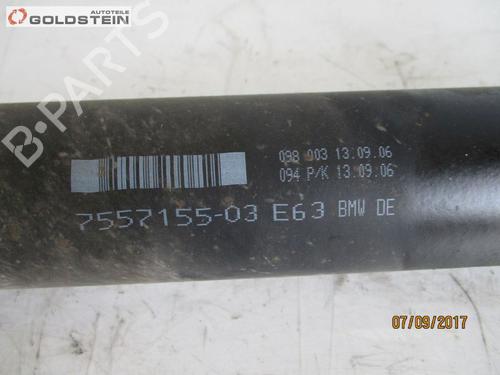 AUTOTEILE
GOLDSTEIN
098 003 13.09.06
094 P/K 13.09.06
7557155-03 E63 BMW DE
07/09/2017